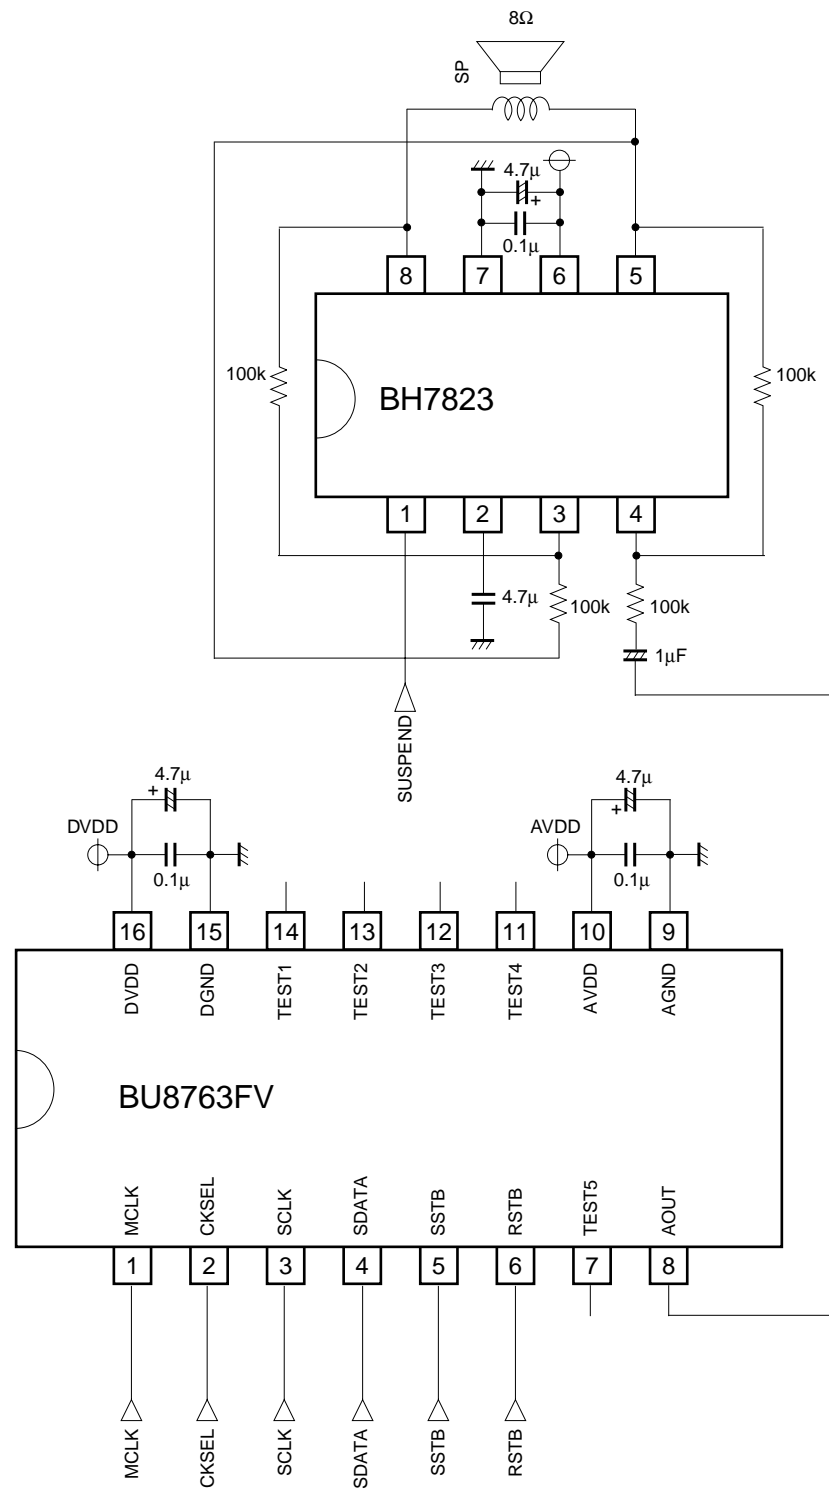 8Ω
SP
4.7μ
+
0.1μ
8 7 6 5
100k
BH7823
100k
1 2 3 4
4.7μ 100k 100k
1μF
SUSPEND
4.7μ 4.7μ
+ +
DVDD AVDD
0.1μ 0.1μ
16 15 14 13 12 11 10 9
DVDD DGND TEST1 TEST2 TEST3 TEST4 AVDD AGND
BU8763FV
MCLK CKSEL SCLK SDATA SSTB RSTB TEST5 AOUT
1 2 3 4 5 6 7 8
MCLK CKSEL SCLK SDATA SSTB RSTB